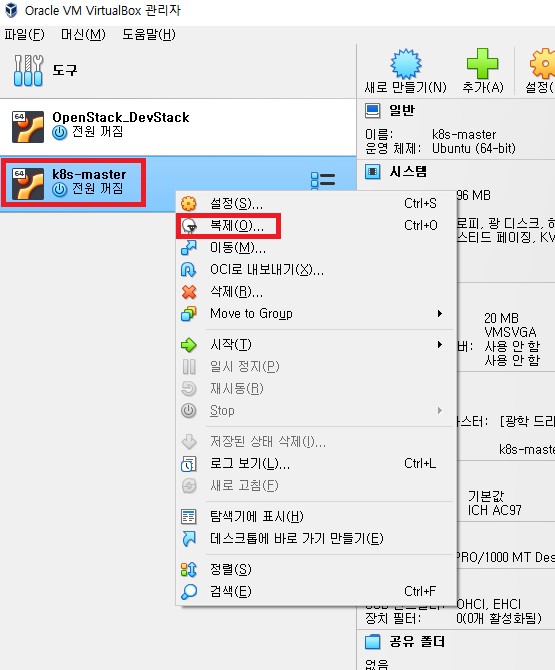 Oracle VM VirtualBox 관리자
파일(F) 머신(M) 도움말(H)
도구
새로 만들기(N) 추가(A) 설정(
64 OpenStack_DevStack
전원 꺼짐
64 k8s-master
전원 꺼짐
일반
이름: k8s-master
운영 체제: Ubuntu (64-bit)
시스템
96 MB
로피, 광 디스크, 하
스티드 페이징, KV
20 MB
VMSVGA
버: 사용 안 함
사용 안 함
스터: [광학 드라
k8s-mast
기본값
ICH AC97
PRO/1000 MT Des
OHCI, EHCI
장치 필터: 0(0개 활성화됨)
공유 폴더
없음
설정(S)... Ctrl+S
복제(O)... Ctrl+O
이동(M)...
OCI로 내보내기(X)...
삭제(R)...
Move to Group
시작(T)
일시 정지(P)
재시동(R)
Stop
저장된 상태 삭제(I)...
로그 보기(L)... Ctrl+L
새로 고침(F)
탐색기에 표시(H)
데스크톱에 바로 가기 만들기(E)
정렬(S)
검색(E) Ctrl+F